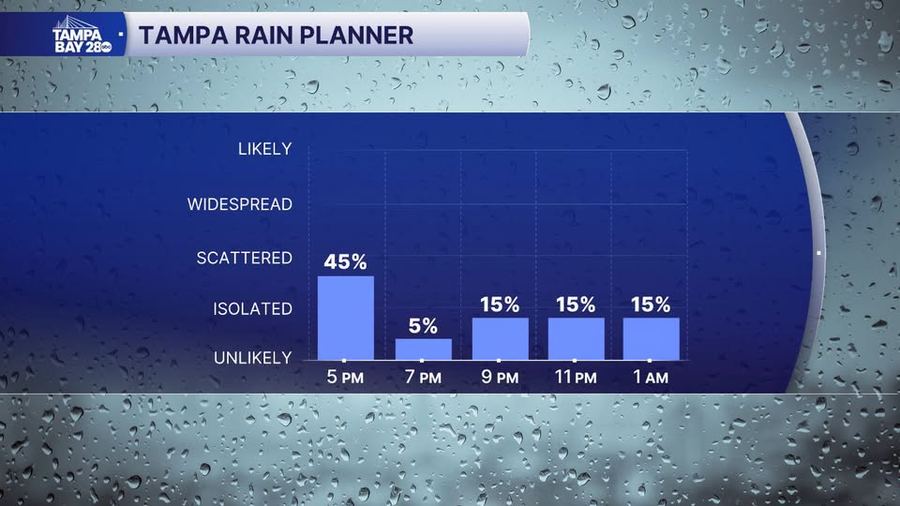 TAMPA BAY 28 abc
TAMPA RAIN PLANNER
LIKELY
WIDESPREAD
SCATTERED
ISOLATED
UNLIKELY
45%
5%
15%
15%
15%
5 PM
7 PM
9 PM
11 PM
1 AM